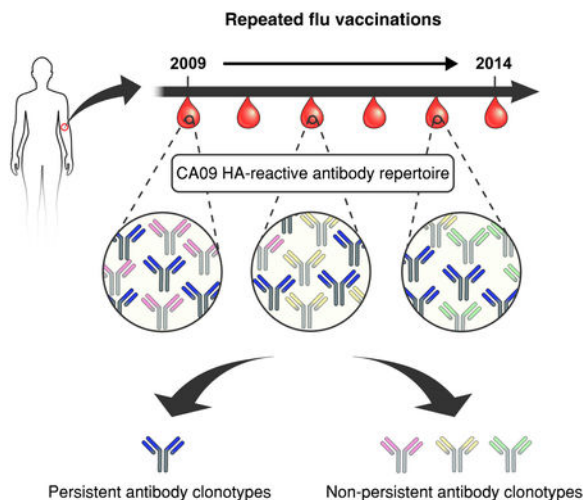 Repeated flu vaccinations
2009
2014
CA09 HA-reactive antibody repertoire
Persistent antibody clonotypes
Non-persistent antibody clonotypes